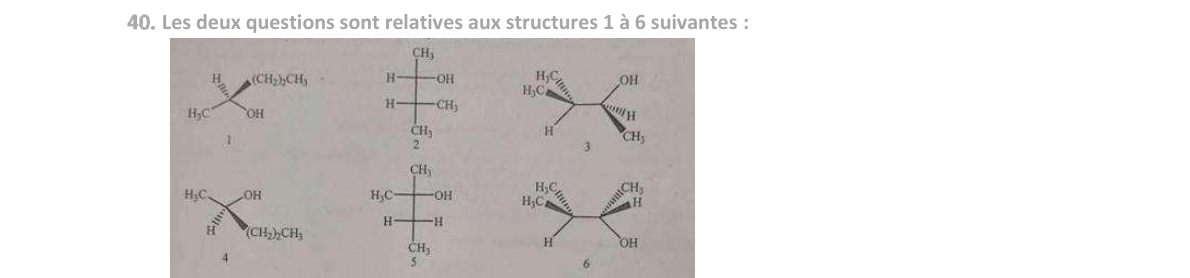 40. Les deux questions sont relatives aux structures 1 à 6 suivantes :
H (CH₂)₂CH₃
H₃C OH
1
CH₃
H OH
H CH₃
CH₃
2
H₃C OH
H₃C
H H
CH₃
3
H₃C OH
H (CH₂)₂CH₃
4
CH₃
H₃C OH
H H
CH₃
5
H₃C CH₃
H₃C H
H OH
6